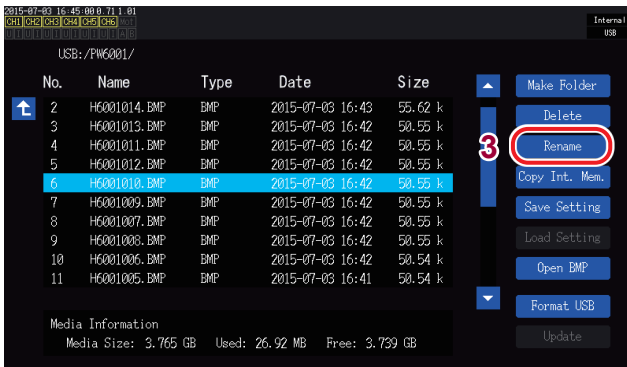 2015-07-03 16:45:00 0.71 1.01
CH1 CH2 CH3 CH4 CH5 CH6 Mot
U I U I U I U I U I U I A B
Internal
USB
USB:/PW6001/
No. Name Type Date Size
2 H6001014.BMP BMP 2015-07-03 16:43 55.62 k
3 H6001013.BMP BMP 2015-07-03 16:42 50.55 k
4 H6001011.BMP BMP 2015-07-03 16:42 50.55 k
5 H6001012.BMP BMP 2015-07-03 16:42 50.55 k
6 H6001010.BMP BMP 2015-07-03 16:42 50.55 k
7 H6001009.BMP BMP 2015-07-03 16:42 50.55 k
8 H6001007.BMP BMP 2015-07-03 16:42 50.55 k
9 H6001008.BMP BMP 2015-07-03 16:42 50.55 k
10 H6001006.BMP BMP 2015-07-03 16:42 50.54 k
11 H6001005.BMP BMP 2015-07-03 16:41 50.54 k
Make Folder
Delete
3 Rename
Copy Int. Mem.
Save Setting
Load Setting
Open BMP
Format USB
Update
Media Information
Media Size: 3.765 GB Used: 26.92 MB Free: 3.739 GB